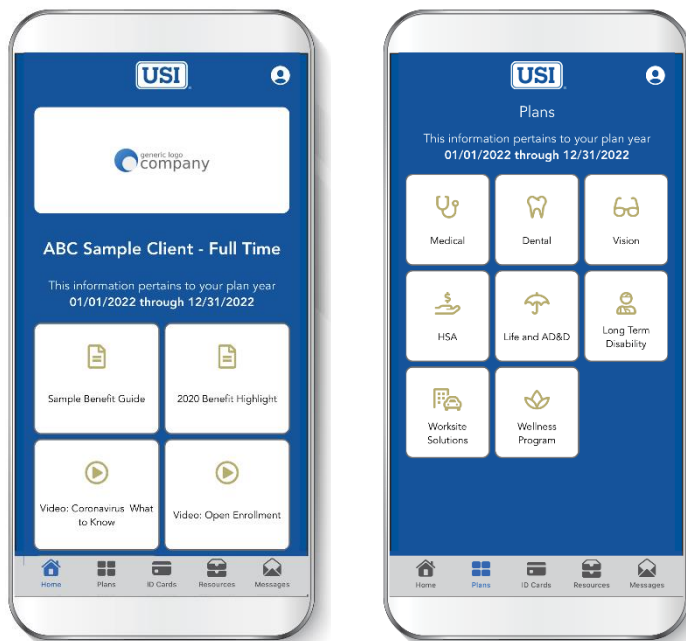 USI
generic logo
company
ABC Sample Client - Full Time
This information pertains to your plan year
01/01/2022 through 12/31/2022
Sample Benefit Guide
2020 Benefit Highlight
Video: Coronavirus What
to Know
Video: Open Enrollment
Home
Plans
ID Cards
Resources
Messages
USI
Plans
This information pertains to your plan year
01/01/2022 through 12/31/2022
Medical
Dental
Vision
HSA
Life and AD&D
Long Term
Disability
Worksite
Solutions
Wellness
Program
Home
Plans
ID Cards
Resources
Messages